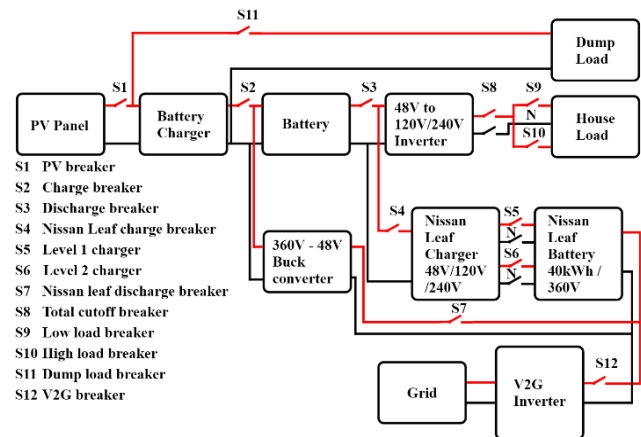 S11
Dump
Load
S1
S2
S3
S8
S9
PV Panel
Battery
Charger
Battery
48V to
120V/240V
Inverter
N
S10
House
Load
S1 PV breaker
S2 Charge breaker
S3 Discharge breaker
S4 Nissan Leaf charge breaker
S5 Level 1 charger
S6 Level 2 charger
S7 Nissan leaf discharge breaker
S8 Total cutoff breaker
S9 Low load breaker
S10 High load breaker
S11 Dump load breaker
S12 V2G breaker
360V - 48V
Buck
converter
S4
Nissan
Leaf
Charger
48V/120V
/240V
S5
N
S6
N
Nissan
Leaf
Battery
40kWh /
360V
S7
Grid
V2G
Inverter
S12